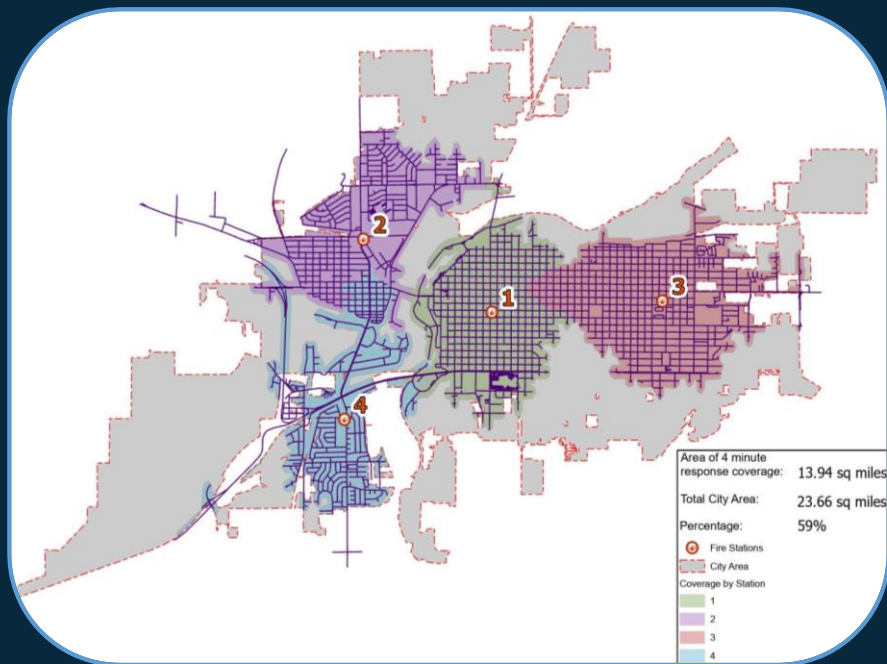 2
1
3
4
Area of 4 minute
response coverage: 13.94 sq miles
Total City Area: 23.66 sq miles
Percentage: 59%
Fire Stations
City Area
Coverage by Station
1
2
3
4